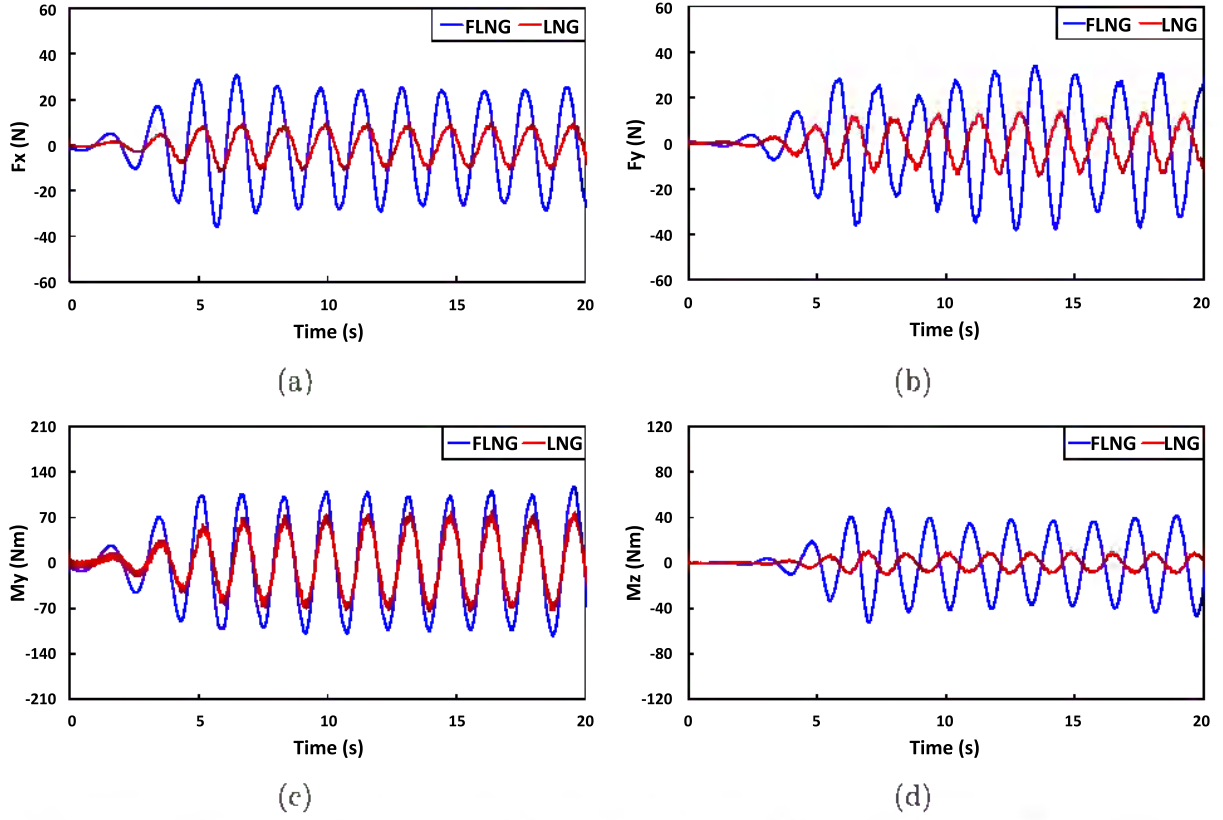 60
40
20
0
-20
-40
-60
Fx (N)
FLNG LNG
0 5 10 15 20
Time (s)
(a)
60
40
20
0
-20
-40
-60
Fy (N)
FLNG LNG
0 5 10 15 20
Time (s)
(b)
210
140
70
0
-70
-140
-210
My (Nm)
FLNG LNG
0 5 10 15 20
Time (s)
(c)
120
80
40
0
-40
-80
-120
Mz (Nm)
FLNG LNG
0 5 10 15 20
Time (s)
(d)